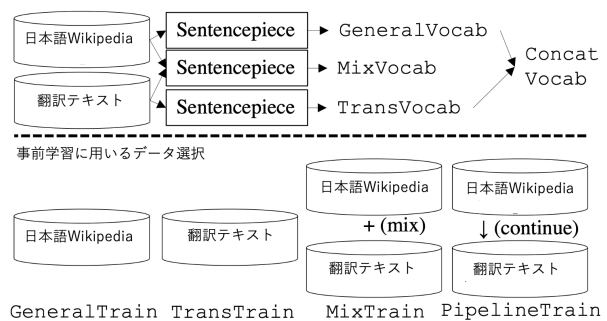 日本語Wikipedia
翻訳テキスト
Sentencepiece
Sentencepiece
Sentencepiece
GeneralVocab
MixVocab
TransVocab
Concat
Vocab
事前学習に用いるデータ選択
日本語Wikipedia
GeneralTrain
翻訳テキスト
TransTrain
日本語Wikipedia
+ (mix)
翻訳テキスト
MixTrain
日本語Wikipedia
↓ (continue)
翻訳テキスト
PipelineTrain